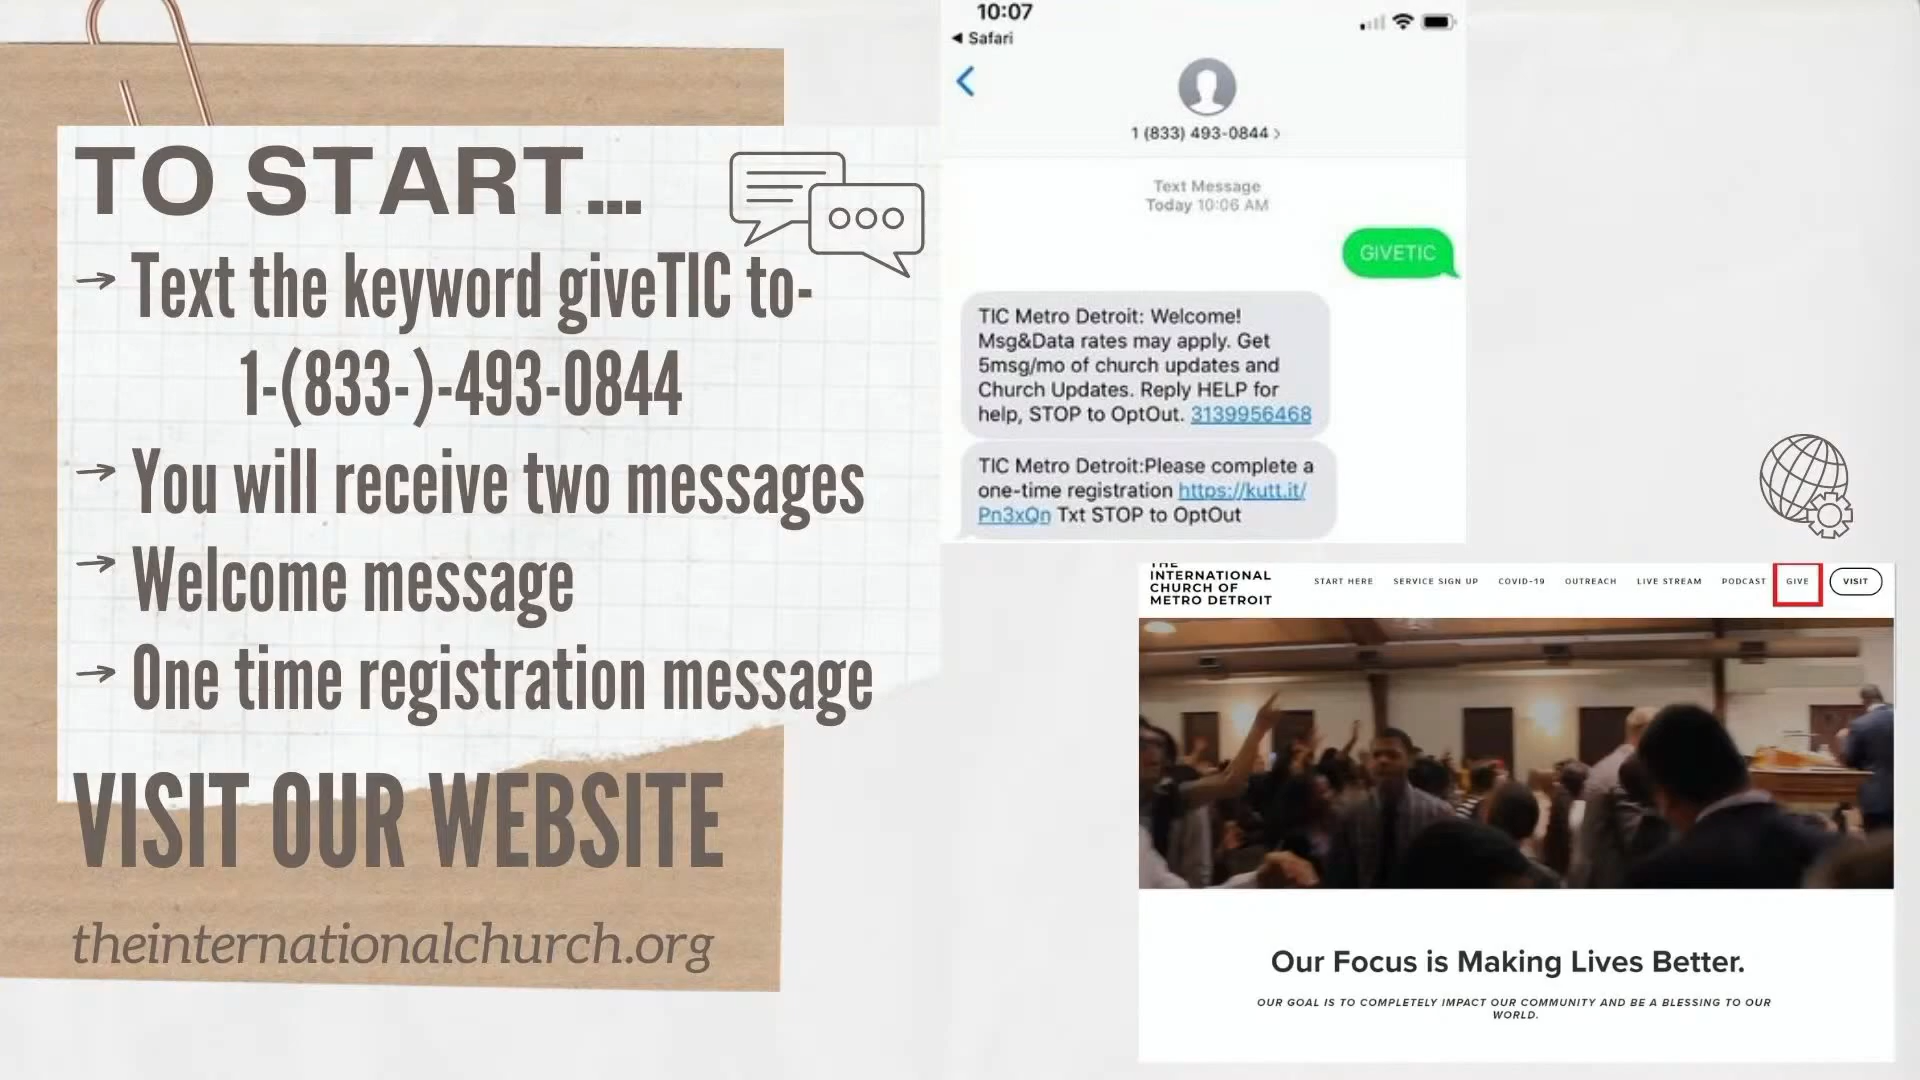 TO START...
→ Text the keyword giveTIC to-
1-(833-)-493-0844
→ You will receive two messages
→ Welcome message
→ One time registration message
VISIT OUR WEBSITE
theinternationalchurch.org
10:07
◀ Safari
1 (833) 493-0844 >
Text Message
Today 10:06 AM
GIVETIC
TIC Metro Detroit: Welcome!
Msg&Data rates may apply. Get
5msg/mo of church updates and
Church Updates. Reply HELP for
help, STOP to OptOut. 3139956468
TIC Metro Detroit:Please complete a
one-time registration https://kutt.it/
Pn3xQn Txt STOP to OptOut
THE
INTERNATIONAL
CHURCH OF
METRO DETROIT
START HERE SERVICE SIGN UP COVID-19 OUTREACH LIVE STREAM PODCAST GIVE VISIT
Our Focus is Making Lives Better.
OUR GOAL IS TO COMPLETELY IMPACT OUR COMMUNITY AND BE A BLESSING TO OUR
WORLD.